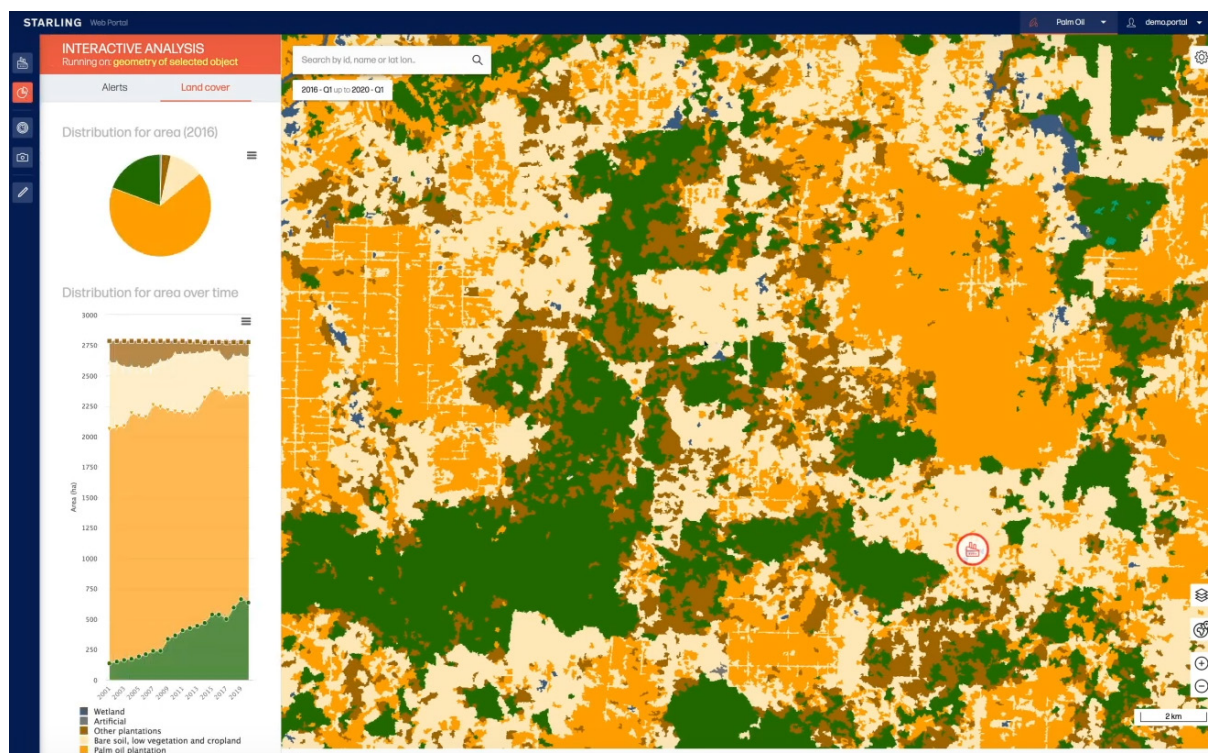 STARLING Web Portal
Palm Oil
demo.portal
INTERACTIVE ANALYSIS
Running on: geometry of selected object
Alerts
Land cover
Search by id, name or lat lon..
2016 - Q1 up to 2020 - Q1
Distribution for area (2016)
Distribution for area over time
3000
2750
2500
2250
2000
1750
1500
1250
1000
750
500
250
0
Area (ha)
2001
2003
2005
2007
2009
2011
2013
2015
2017
2019
Wetland
Artificial
Other plantations
Bare soil, low vegetation and cropland
Palm oil plantation
2 km